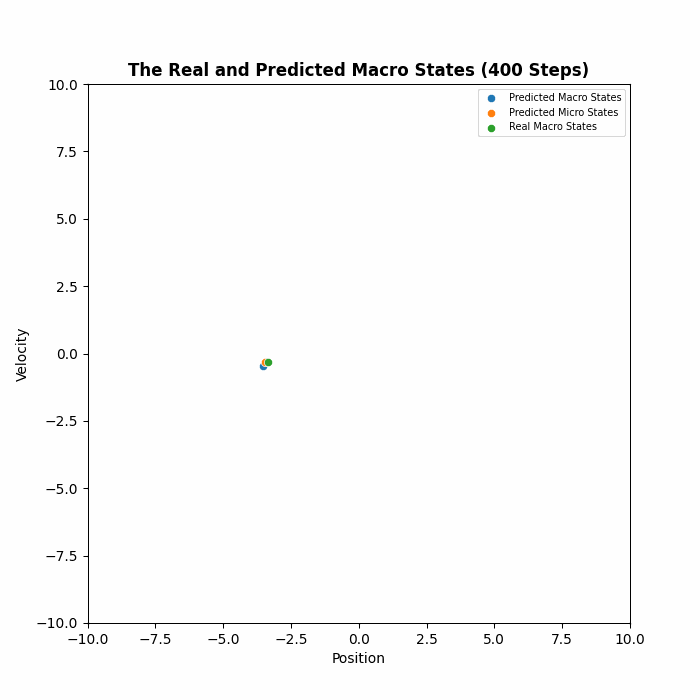 The Real and Predicted Macro States (400 Steps)
Predicted Macro States
Predicted Micro States
Real Macro States
10.0
7.5
5.0
2.5
0.0
−2.5
−5.0
−7.5
−10.0
Velocity
−10.0 −7.5 −5.0 −2.5 0.0 2.5 5.0 7.5 10.0
Position